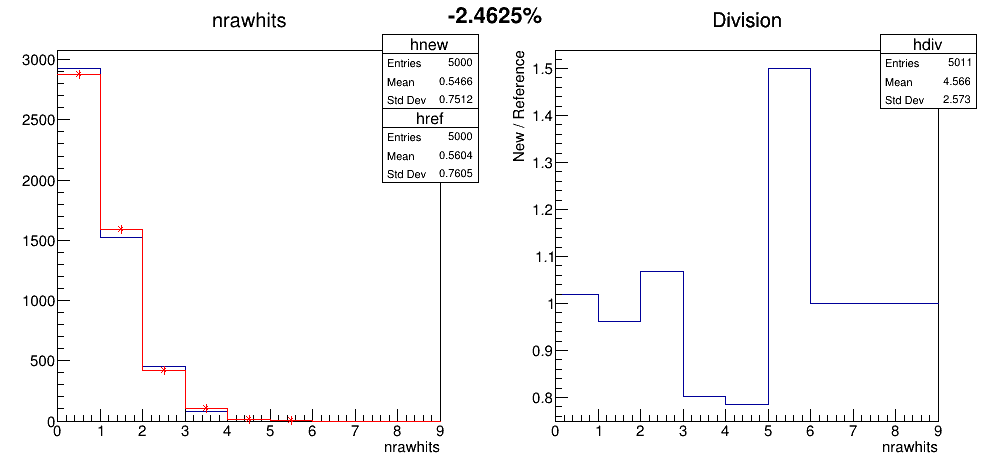 -2.4625%
nrawhits
hnew
Entries 5000
Mean 0.5466
Std Dev 0.7512
href
Entries 5000
Mean 0.5604
Std Dev 0.7605
3000
2500
2000
1500
1000
500
0
0 1 2 3 4 5 6 7 8 9
nrawhits
Division
hdiv
Entries 5011
Mean 4.566
Std Dev 2.573
New / Reference
1.5
1.4
1.3
1.2
1.1
1
0.9
0.8
0 1 2 3 4 5 6 7 8 9
nrawhits